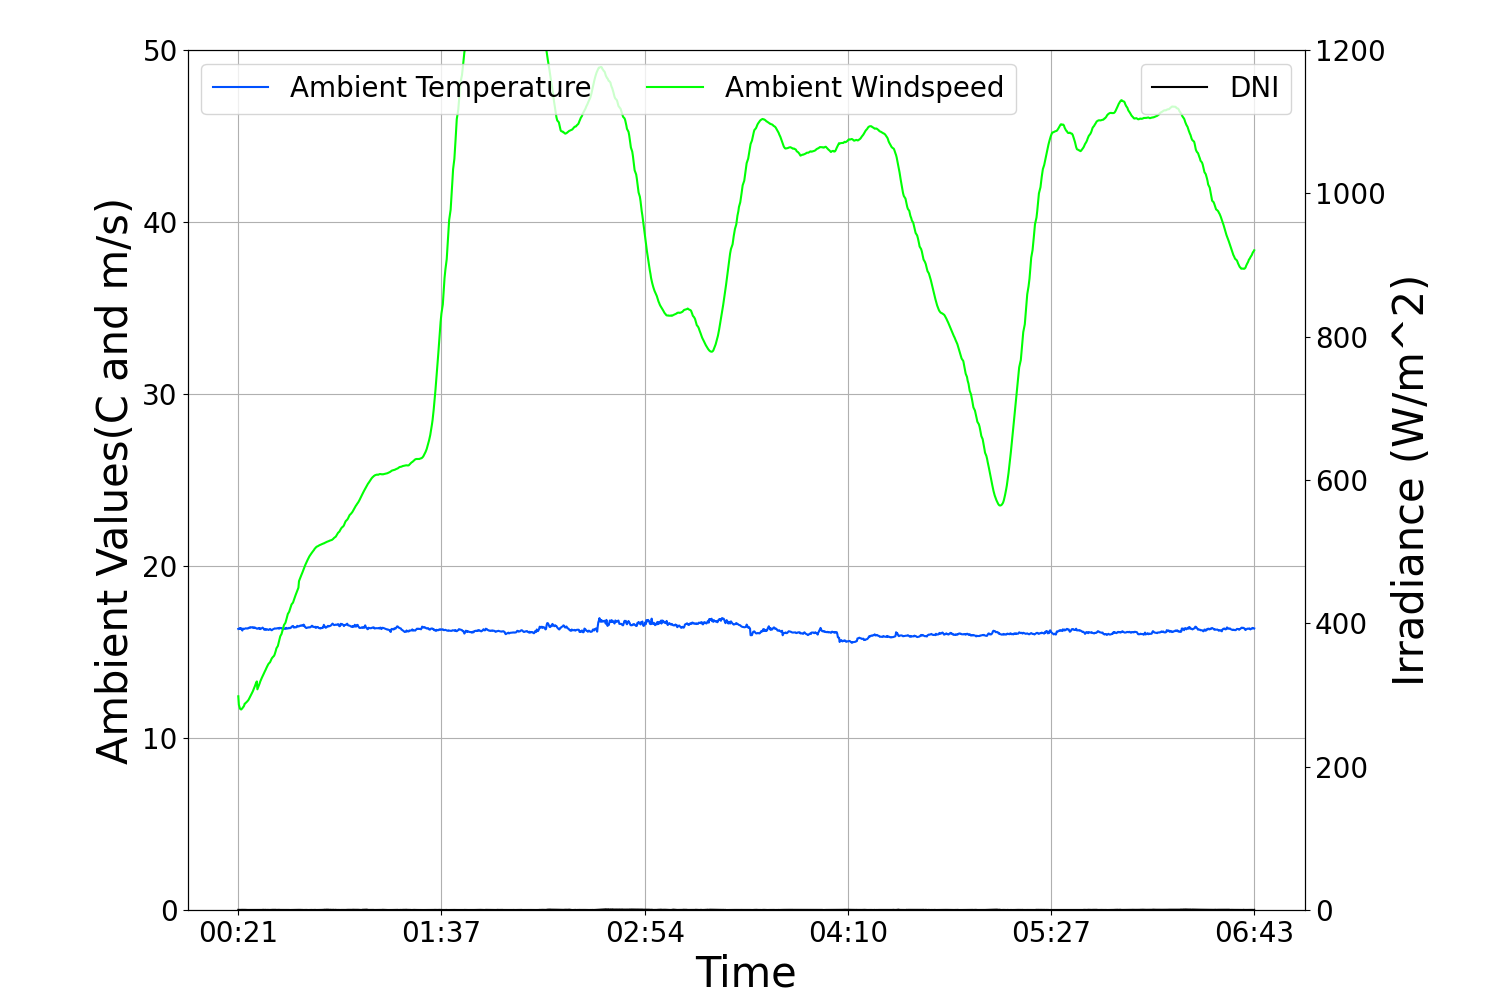 Ambient Temperature
Ambient Windspeed
DNI
Ambient Values(C and m/s)
50
40
30
20
10
0
1200
1000
800
600
400
200
0
Irradiance (W/m^2)
00:21 01:37 02:54 04:10 05:27 06:43
Time